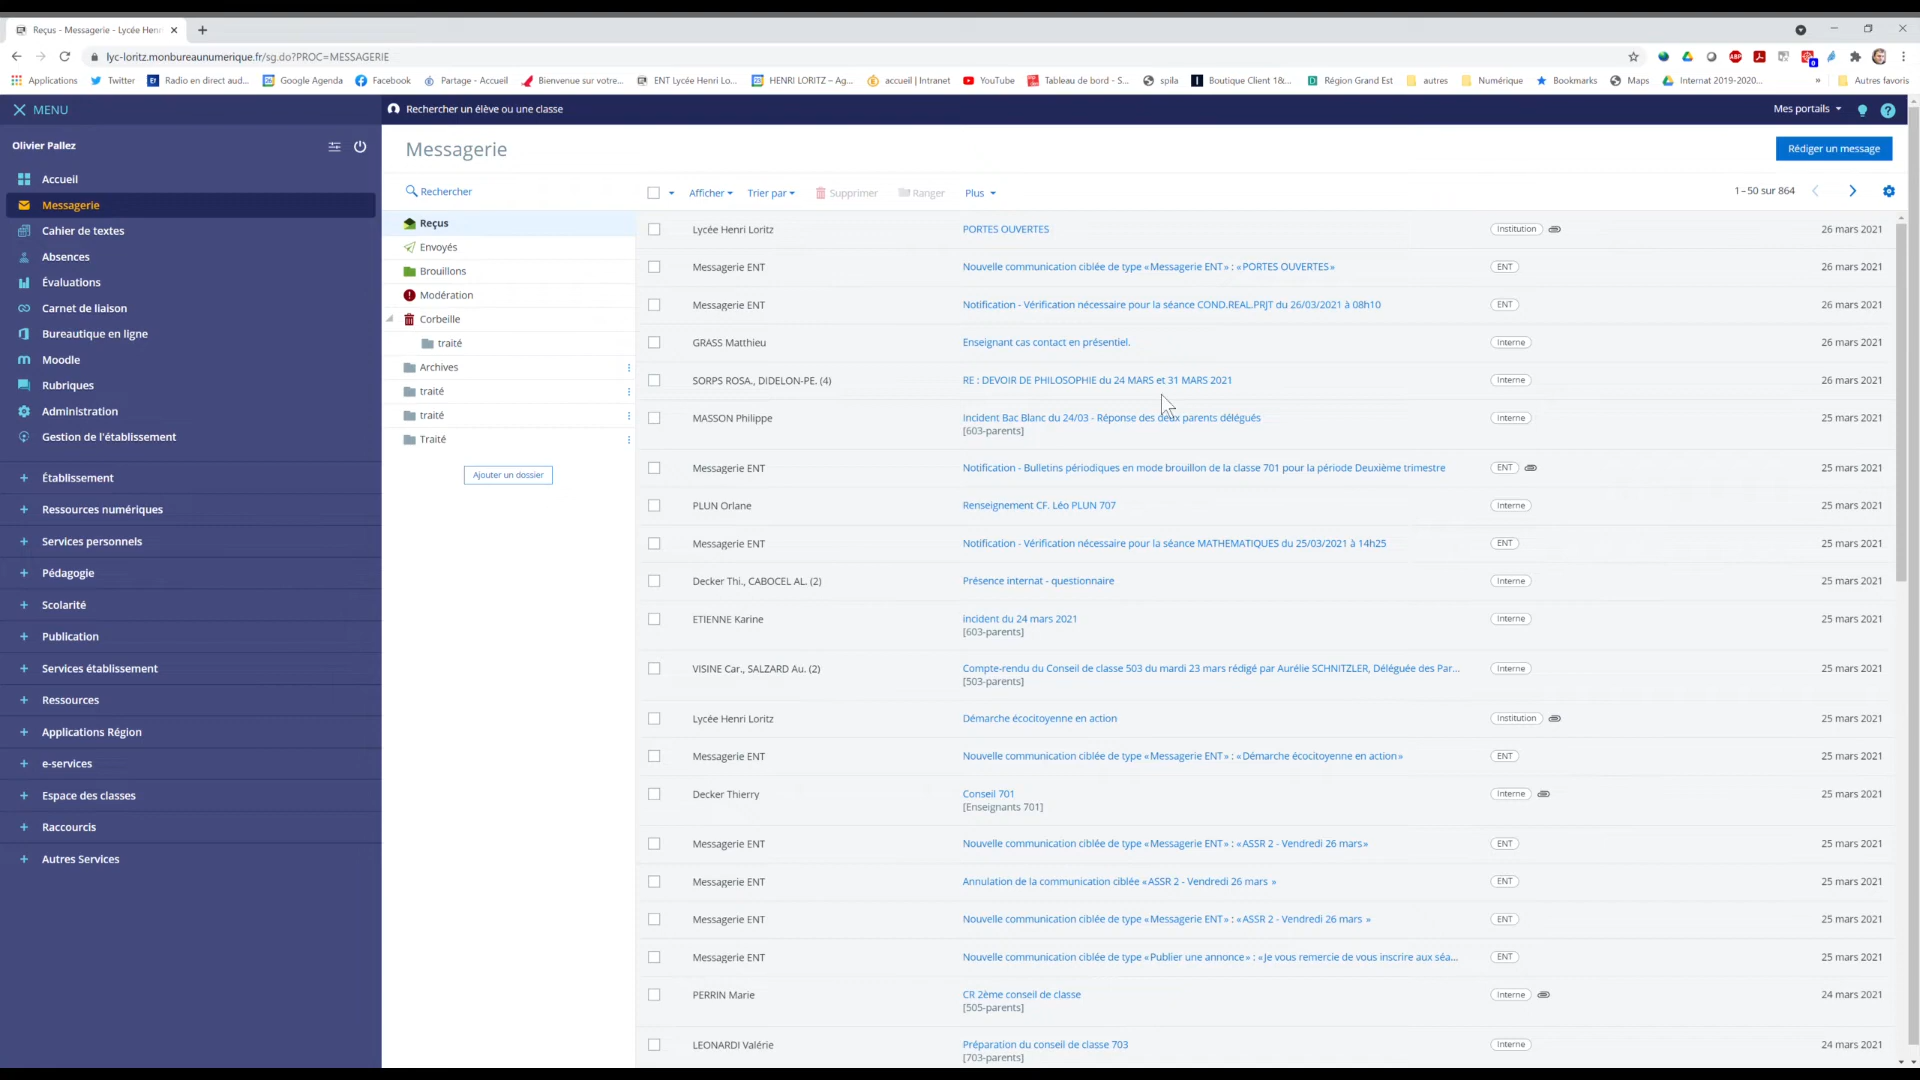 Reçus - Messagerie - Lycée Henr
lyc-loritz.monbureaunumerique.fr/sg.do?PROC=MESSAGERIE
Applications Twitter Radio en direct aud... Google Agenda Facebook Partage - Accueil Bienvenue sur votre... ENT Lycée Henri Lo... HENRI LORITZ – Ag... accueil | Intranet YouTube Tableau de bord - S... spila Boutique Client 1&... Région Grand Est autres Numérique Bookmarks Maps Internat 2019-2020... » Autres favoris
MENU
Rechercher un élève ou une classe
Mes portails
Olivier Pallez
Accueil
Messagerie
Cahier de textes
Absences
Évaluations
Carnet de liaison
Bureautique en ligne
Moodle
Rubriques
Administration
Gestion de l'établissement
+ Établissement
+ Ressources numériques
+ Services personnels
+ Pédagogie
+ Scolarité
+ Publication
+ Services établissement
+ Ressources
+ Applications Région
+ e-services
+ Espace des classes
+ Raccourcis
+ Autres Services
Messagerie
Rédiger un message
Rechercher
Reçus
Envoyés
Brouillons
Modération
Corbeille
traité
Archives
traité
traité
Traité
Ajouter un dossier
Afficher Trier par Supprimer Ranger Plus 1–50 sur 864
Lycée Henri Loritz PORTES OUVERTES Institution 26 mars 2021
Messagerie ENT Nouvelle communication ciblée de type «Messagerie ENT» : «PORTES OUVERTES» ENT 26 mars 2021
Messagerie ENT Notification - Vérification nécessaire pour la séance COND.REAL.PRJT du 26/03/2021 à 08h10 ENT 26 mars 2021
GRASS Matthieu Enseignant cas contact en présentiel. Interne 26 mars 2021
SORPS ROSA., DIDELON-PE. (4) RE : DEVOIR DE PHILOSOPHIE du 24 MARS et 31 MARS 2021 Interne 26 mars 2021
MASSON Philippe Incident Bac Blanc du 24/03 - Réponse des deux parents délégués Interne 25 mars 2021
[603-parents]
Messagerie ENT Notification - Bulletins périodiques en mode brouillon de la classe 701 pour la période Deuxième trimestre ENT 25 mars 2021
PLUN Orlane Renseignement CF. Léo PLUN 707 Interne 25 mars 2021
Messagerie ENT Notification - Vérification nécessaire pour la séance MATHEMATIQUES du 25/03/2021 à 14h25 ENT 25 mars 2021
Decker Thi., CABOCEL AL. (2) Présence internat - questionnaire Interne 25 mars 2021
ETIENNE Karine incident du 24 mars 2021 Interne 25 mars 2021
[603-parents]
VISINE Car., SALZARD Au. (2) Compte-rendu du Conseil de classe 503 du mardi 23 mars rédigé par Aurélie SCHNITZLER, Déléguée des Par... Interne 25 mars 2021
[503-parents]
Lycée Henri Loritz Démarche écocitoyenne en action Institution 25 mars 2021
Messagerie ENT Nouvelle communication ciblée de type «Messagerie ENT» : «Démarche écocitoyenne en action» ENT 25 mars 2021
Decker Thierry Conseil 701 Interne 25 mars 2021
[Enseignants 701]
Messagerie ENT Nouvelle communication ciblée de type «Messagerie ENT» : «ASSR 2 - Vendredi 26 mars» ENT 25 mars 2021
Messagerie ENT Annulation de la communication ciblée «ASSR 2 - Vendredi 26 mars » ENT 25 mars 2021
Messagerie ENT Nouvelle communication ciblée de type «Messagerie ENT» : «ASSR 2 - Vendredi 26 mars » ENT 25 mars 2021
Messagerie ENT Nouvelle communication ciblée de type «Publier une annonce» : «Je vous remercie de vous inscrire aux séa... ENT 25 mars 2021
PERRIN Marie CR 2ème conseil de classe Interne 24 mars 2021
[505-parents]
LEONARDI Valérie Préparation du conseil de classe 703 Interne 24 mars 2021
[703-parents]